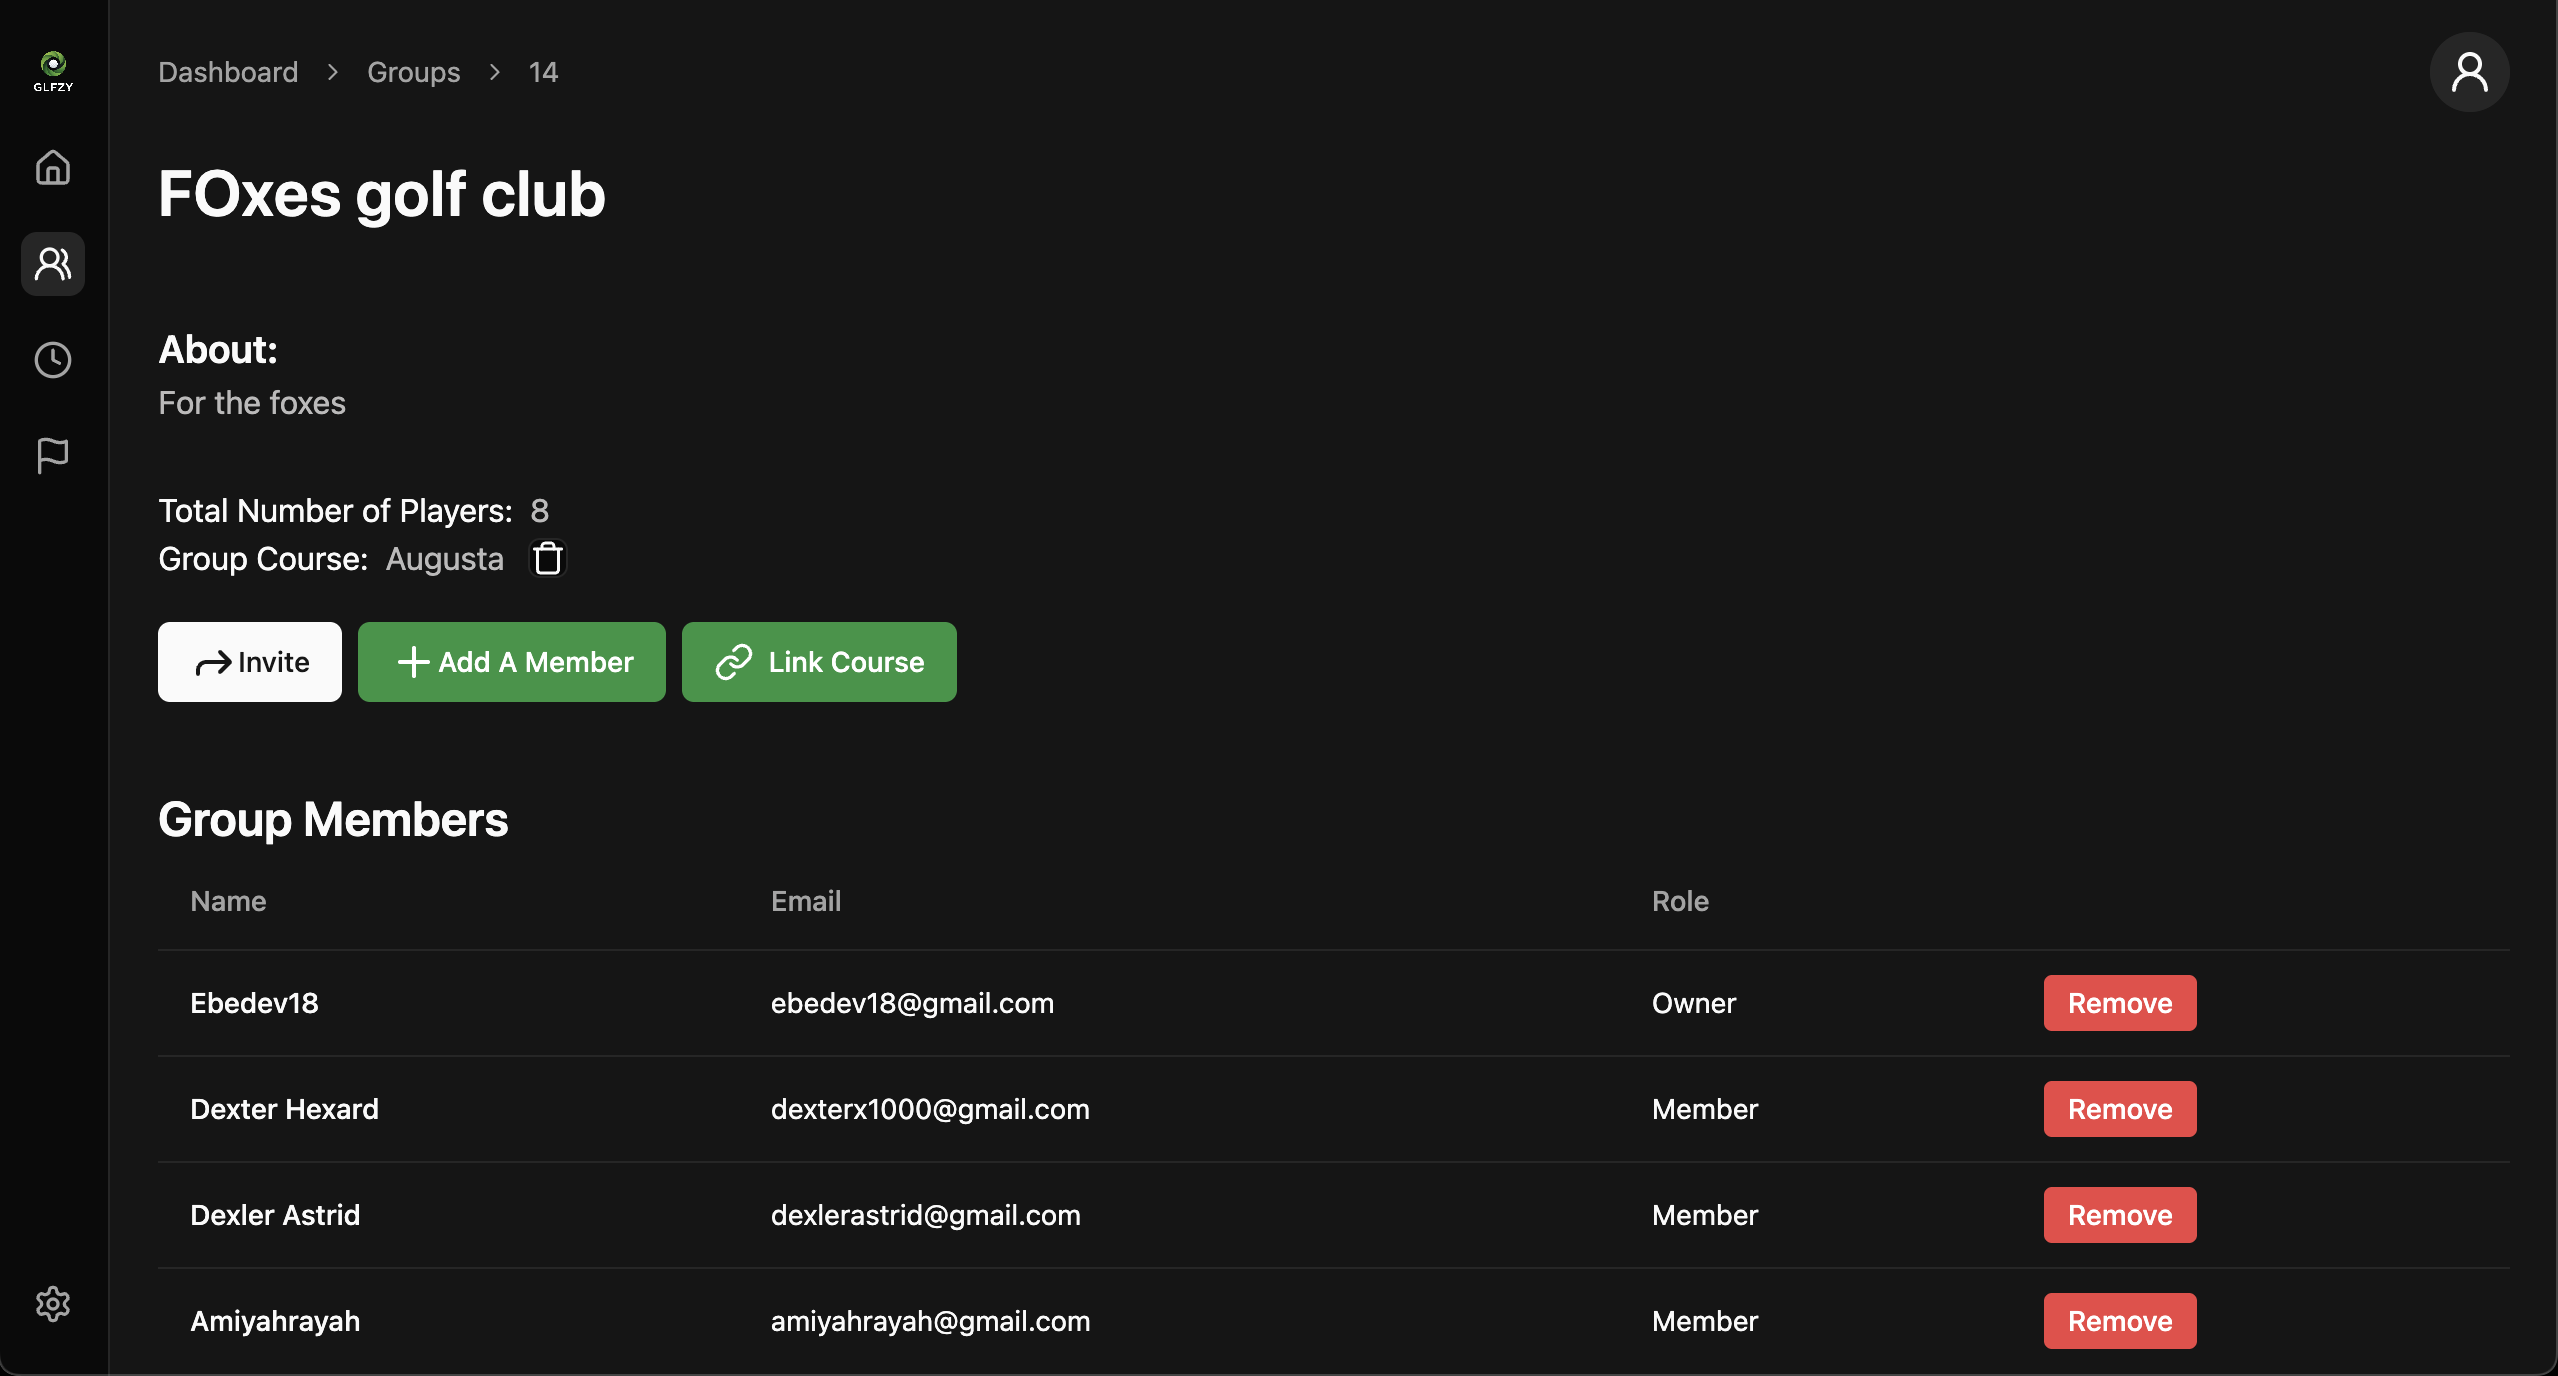 GLFZY
Dashboard > Groups > 14
FOxes golf club
About:
For the foxes
Total Number of Players: 8
Group Course: Augusta
Invite Add A Member Link Course
Group Members
Name Email Role
Ebedev18 ebedev18@gmail.com Owner Remove
Dexter Hexard dexterx1000@gmail.com Member Remove
Dexler Astrid dexlerastrid@gmail.com Member Remove
Amiyahrayah amiyahrayah@gmail.com Member Remove